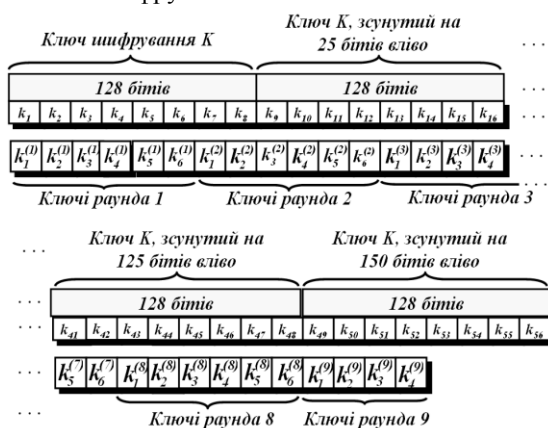 Ключ шифрування K
Ключ K, зсунутий на
25 бітів вліво
. . .
128 бітів 128 бітів . . .
k₁ k₂ k₃ k₄ k₅ k₆ k₇ k₈ k₉ k₁₀ k₁₁ k₁₂ k₁₃ k₁₄ k₁₅ k₁₆ . . .
k₁⁽¹⁾ k₂⁽¹⁾ k₃⁽¹⁾ k₄⁽¹⁾ k₅⁽¹⁾ k₆⁽¹⁾ k₁⁽²⁾ k₂⁽²⁾ k₃⁽²⁾ k₄⁽²⁾ k₅⁽²⁾ k₆⁽²⁾ k₁⁽³⁾ k₂⁽³⁾ k₃⁽³⁾ k₄⁽³⁾ . . .
Ключі раунда 1 Ключі раунда 2 Ключі раунда 3
. . .
Ключ K, зсунутий на
125 бітів вліво
Ключ K, зсунутий на
150 бітів вліво
. . . 128 бітів 128 бітів
. . . k₄₁ k₄₂ k₄₃ k₄₄ k₄₅ k₄₆ k₄₇ k₄₈ k₄₉ k₅₀ k₅₁ k₅₂ k₅₃ k₅₄ k₅₅ k₅₆
. . . k₅⁽⁷⁾ k₆⁽⁷⁾ k₁⁽⁸⁾ k₂⁽⁸⁾ k₃⁽⁸⁾ k₄⁽⁸⁾ k₅⁽⁸⁾ k₆⁽⁸⁾ k₁⁽⁹⁾ k₂⁽⁹⁾ k₃⁽⁹⁾ k₄⁽⁹⁾
. . . Ключі раунда 8 Ключі раунда 9